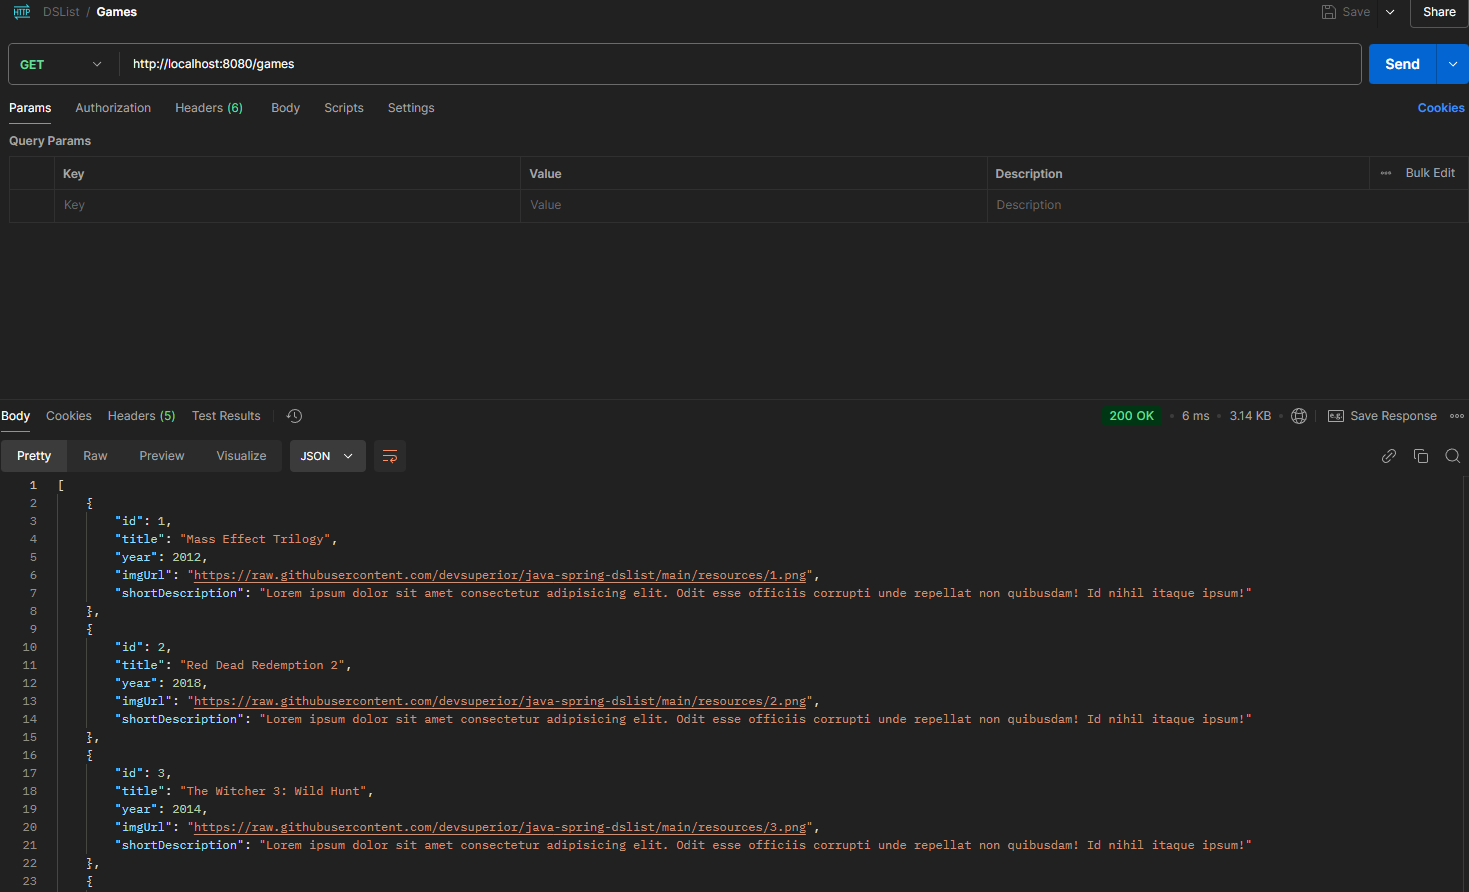 HTTP DSList / Games Save Share
GET http://localhost:8080/games Send
Params Authorization Headers (6) Body Scripts Settings Cookies
Query Params
Key Value Description Bulk Edit
Key Value Description
Body Cookies Headers (5) Test Results 200 OK 6 ms 3.14 KB e.g. Save Response
Pretty Raw Preview Visualize JSON
1 [
2 {
3 "id": 1,
4 "title": "Mass Effect Trilogy",
5 "year": 2012,
6 "imgUrl": "https://raw.githubusercontent.com/devsuperior/java-spring-dslist/main/resources/1.png",
7 "shortDescription": "Lorem ipsum dolor sit amet consectetur adipisicing elit. Odit esse officiis corrupti unde repellat non quibusdam! Id nihil itaque ipsum!"
8 },
9 {
10 "id": 2,
11 "title": "Red Dead Redemption 2",
12 "year": 2018,
13 "imgUrl": "https://raw.githubusercontent.com/devsuperior/java-spring-dslist/main/resources/2.png",
14 "shortDescription": "Lorem ipsum dolor sit amet consectetur adipisicing elit. Odit esse officiis corrupti unde repellat non quibusdam! Id nihil itaque ipsum!"
15 },
16 {
17 "id": 3,
18 "title": "The Witcher 3: Wild Hunt",
19 "year": 2014,
20 "imgUrl": "https://raw.githubusercontent.com/devsuperior/java-spring-dslist/main/resources/3.png",
21 "shortDescription": "Lorem ipsum dolor sit amet consectetur adipisicing elit. Odit esse officiis corrupti unde repellat non quibusdam! Id nihil itaque ipsum!"
22 },
23 {